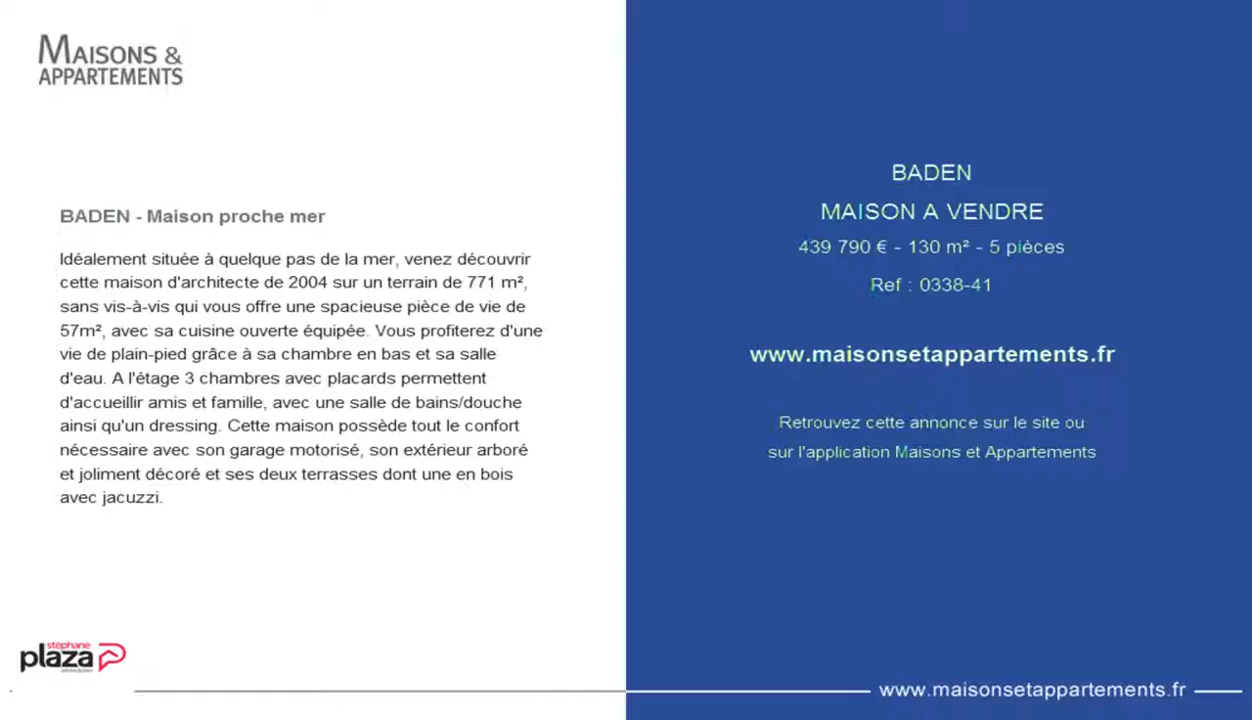 MAISONS &
APPARTEMENTS
BADEN - Maison proche mer
Idéalement située à quelque pas de la mer, venez découvrir
cette maison d'architecte de 2004 sur un terrain de 771 m²,
sans vis-à-vis qui vous offre une spacieuse pièce de vie de
57m², avec sa cuisine ouverte équipée. Vous profiterez d'une
vie de plain-pied grâce à sa chambre en bas et sa salle
d'eau. A l'étage 3 chambres avec placards permettent
d'accueillir amis et famille, avec une salle de bains/douche
ainsi qu'un dressing. Cette maison possède tout le confort
nécessaire avec son garage motorisé, son extérieur arboré
et joliment décoré et ses deux terrasses dont une en bois
avec jacuzzi.
stéphane
plaza
immobilier
BADEN
MAISON A VENDRE
439 790 € - 130 m² - 5 pièces
Ref : 0338-41
www.maisonsetappartements.fr
Retrouvez cette annonce sur le site ou
sur l'application Maisons et Appartements
www.maisonsetappartements.fr